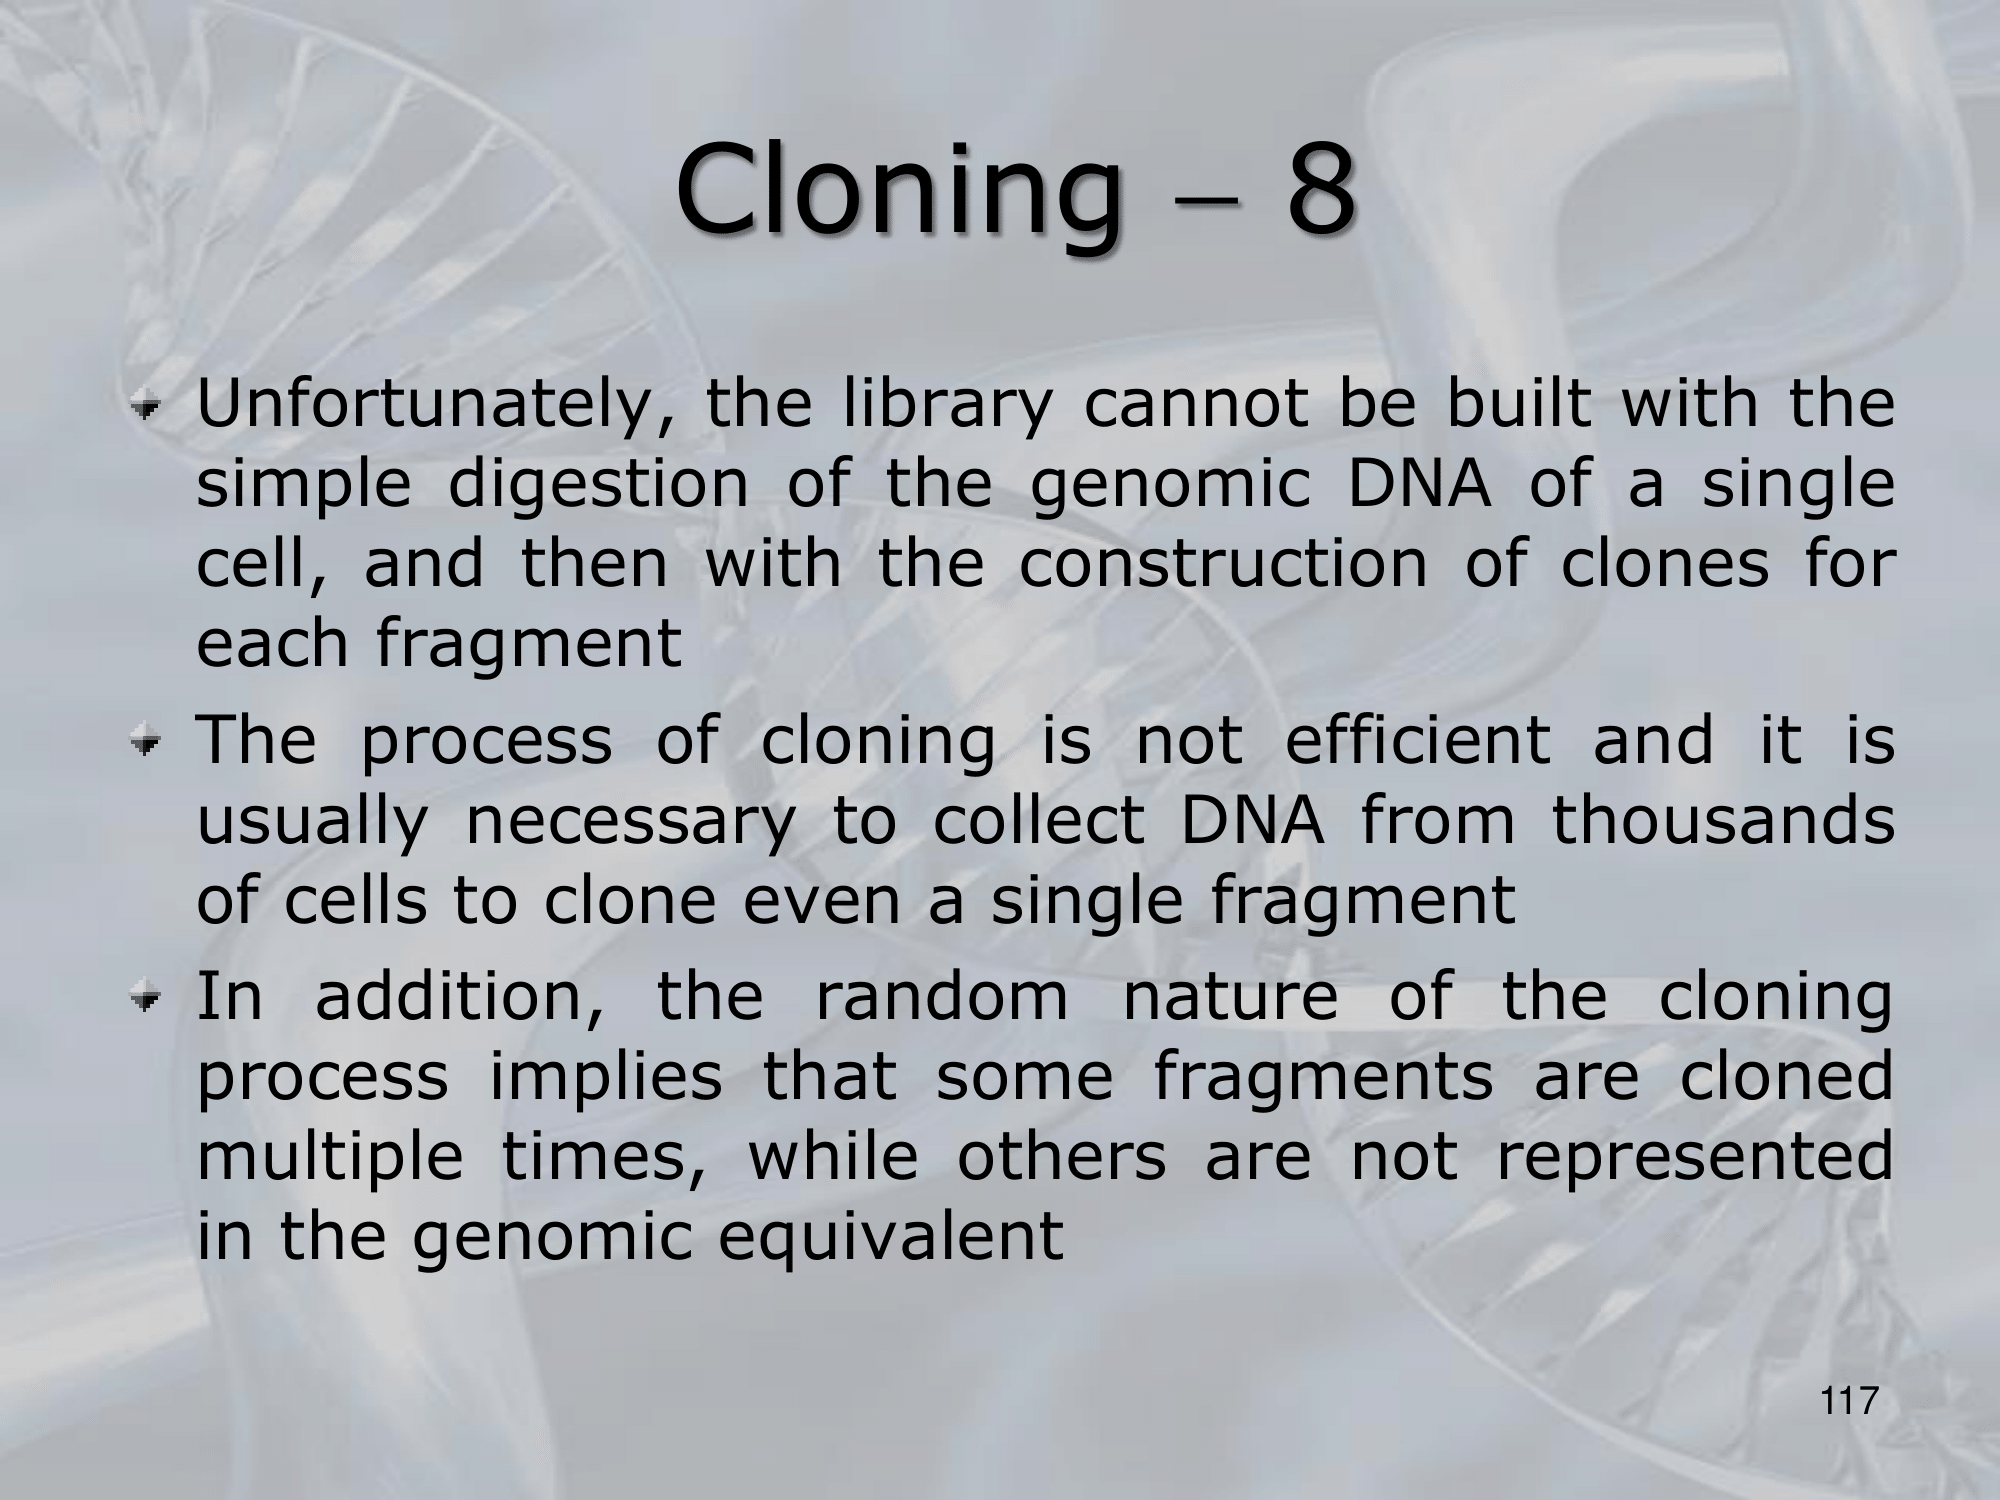 Cloning – 8
Unfortunately, the library cannot be built with the
simple digestion of the genomic DNA of a single
cell, and then with the construction of clones for
each fragment
The process of cloning is not efficient and it is
usually necessary to collect DNA from thousands
of cells to clone even a single fragment
In addition, the random nature of the cloning
process implies that some fragments are cloned
multiple times, while others are not represented
in the genomic equivalent
117